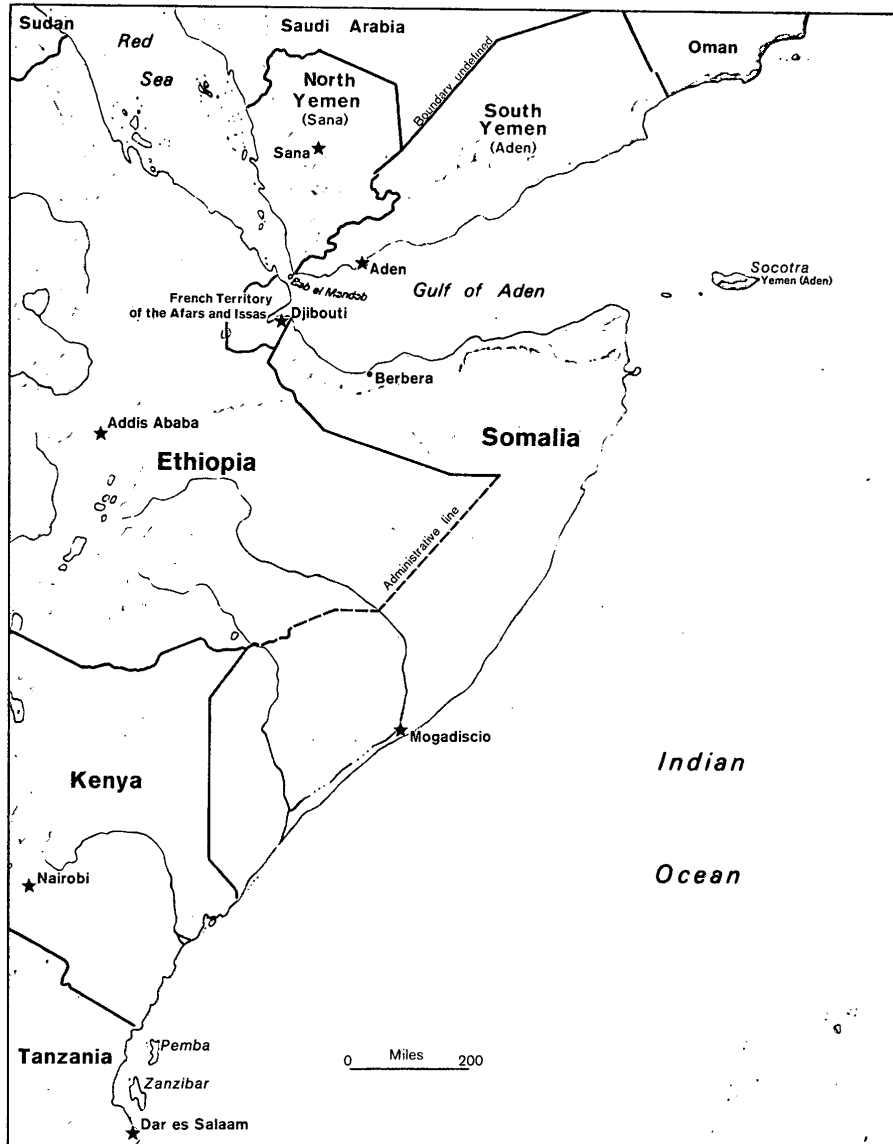 Sudan
Red
Sea
Saudi Arabia
North
Yemen
(Sana)
Sana
Boundary undefined
South
Yemen
(Aden)
Oman
Aden
Bab el Mandab
Gulf of Aden
Socotra
Yemen (Aden)
French Territory
of the Afars and Issas
Djibouti
Berbera
Addis Ababa
Ethiopia
Somalia
Administrative line
Mogadiscio
Kenya
Nairobi
Indian
Ocean
Tanzania
Pemba
Zanzibar
Dar es Salaam
0 Miles 200